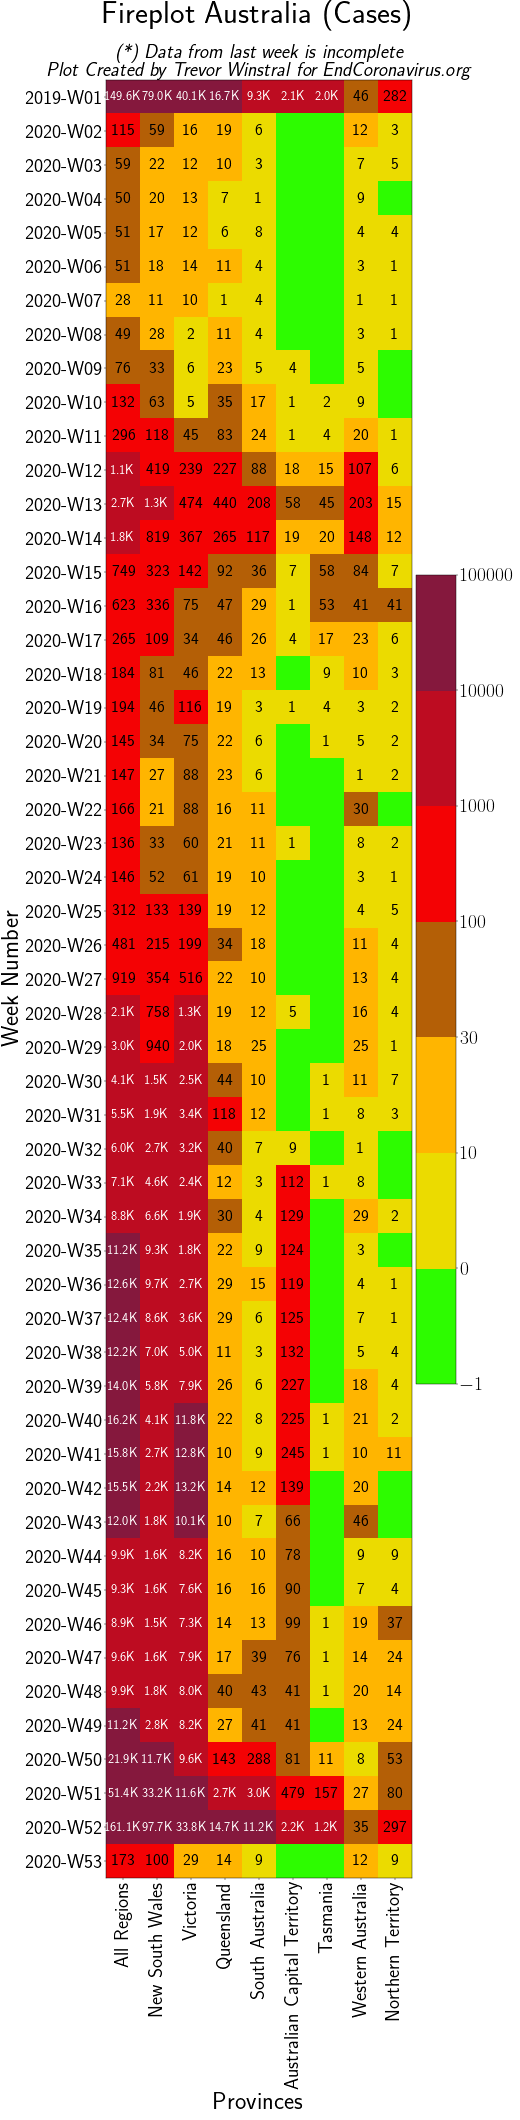 Fireplot Australia (Cases)
(*) Data from last week is incomplete
Plot Created by Trevor Winstral for EndCoronavirus.org
2019-W01 149.6K 79.0K 40.1K 16.7K 9.3K 2.1K 2.0K 46 282
2020-W02 115 59 16 19 6 12 3
2020-W03 59 22 12 10 3 7 5
2020-W04 50 20 13 7 1 9
2020-W05 51 17 12 6 8 4 4
2020-W06 51 18 14 11 4 3 1
2020-W07 28 11 10 1 4 1 1
2020-W08 49 28 2 11 4 3 1
2020-W09 76 33 6 23 5 4 5
2020-W10 132 63 5 35 17 1 2 9
2020-W11 296 118 45 83 24 1 4 20 1
2020-W12 1.1K 419 239 227 88 18 15 107 6
2020-W13 2.7K 1.3K 474 440 208 58 45 203 15
2020-W14 1.8K 819 367 265 117 19 20 148 12
2020-W15 749 323 142 92 36 7 58 84 7
2020-W16 623 336 75 47 29 1 53 41 41
2020-W17 265 109 34 46 26 4 17 23 6
2020-W18 184 81 46 22 13 9 10 3
2020-W19 194 46 116 19 3 1 4 3 2
2020-W20 145 34 75 22 6 1 5 2
2020-W21 147 27 88 23 6 1 2
2020-W22 166 21 88 16 11 30
2020-W23 136 33 60 21 11 1 8 2
2020-W24 146 52 61 19 10 3 1
2020-W25 312 133 139 19 12 4 5
2020-W26 481 215 199 34 18 11 4
2020-W27 919 354 516 22 10 13 4
2020-W28 2.1K 758 1.3K 19 12 5 16 4
2020-W29 3.0K 940 2.0K 18 25 25 1
2020-W30 4.1K 1.5K 2.5K 44 10 1 11 7
2020-W31 5.5K 1.9K 3.4K 118 12 1 8 3
2020-W32 6.0K 2.7K 3.2K 40 7 9 1
2020-W33 7.1K 4.6K 2.4K 12 3 112 1 8
2020-W34 8.8K 6.6K 1.9K 30 4 129 29 2
2020-W35 11.2K 9.3K 1.8K 22 9 124 3
2020-W36 12.6K 9.7K 2.7K 29 15 119 4 1
2020-W37 12.4K 8.6K 3.6K 29 6 125 7 1
2020-W38 12.2K 7.0K 5.0K 11 3 132 5 4
2020-W39 14.0K 5.8K 7.9K 26 6 227 18 4
2020-W40 16.2K 4.1K 11.8K 22 8 225 1 21 2
2020-W41 15.8K 2.7K 12.8K 10 9 245 1 10 11
2020-W42 15.5K 2.2K 13.2K 14 12 139 20
2020-W43 12.0K 1.8K 10.1K 10 7 66 46
2020-W44 9.9K 1.6K 8.2K 16 10 78 9 9
2020-W45 9.3K 1.6K 7.6K 16 16 90 7 4
2020-W46 8.9K 1.5K 7.3K 14 13 99 1 19 37
2020-W47 9.6K 1.6K 7.9K 17 39 76 1 14 24
2020-W48 9.9K 1.8K 8.0K 40 43 41 1 20 14
2020-W49 11.2K 2.8K 8.2K 27 41 41 13 24
2020-W50 21.9K 11.7K 9.6K 143 288 81 11 8 53
2020-W51 51.4K 33.2K 11.6K 2.7K 3.0K 479 157 27 80
2020-W52 161.1K 97.7K 33.8K 14.7K 11.2K 2.2K 1.2K 35 297
2020-W53 173 100 29 14 9 12 9
Week Number
All Regions
New South Wales
Victoria
Queensland
South Australia
Australian Capital Territory
Tasmania
Western Australia
Northern Territory
Provinces
100000
10000
1000
100
30
10
0
−1